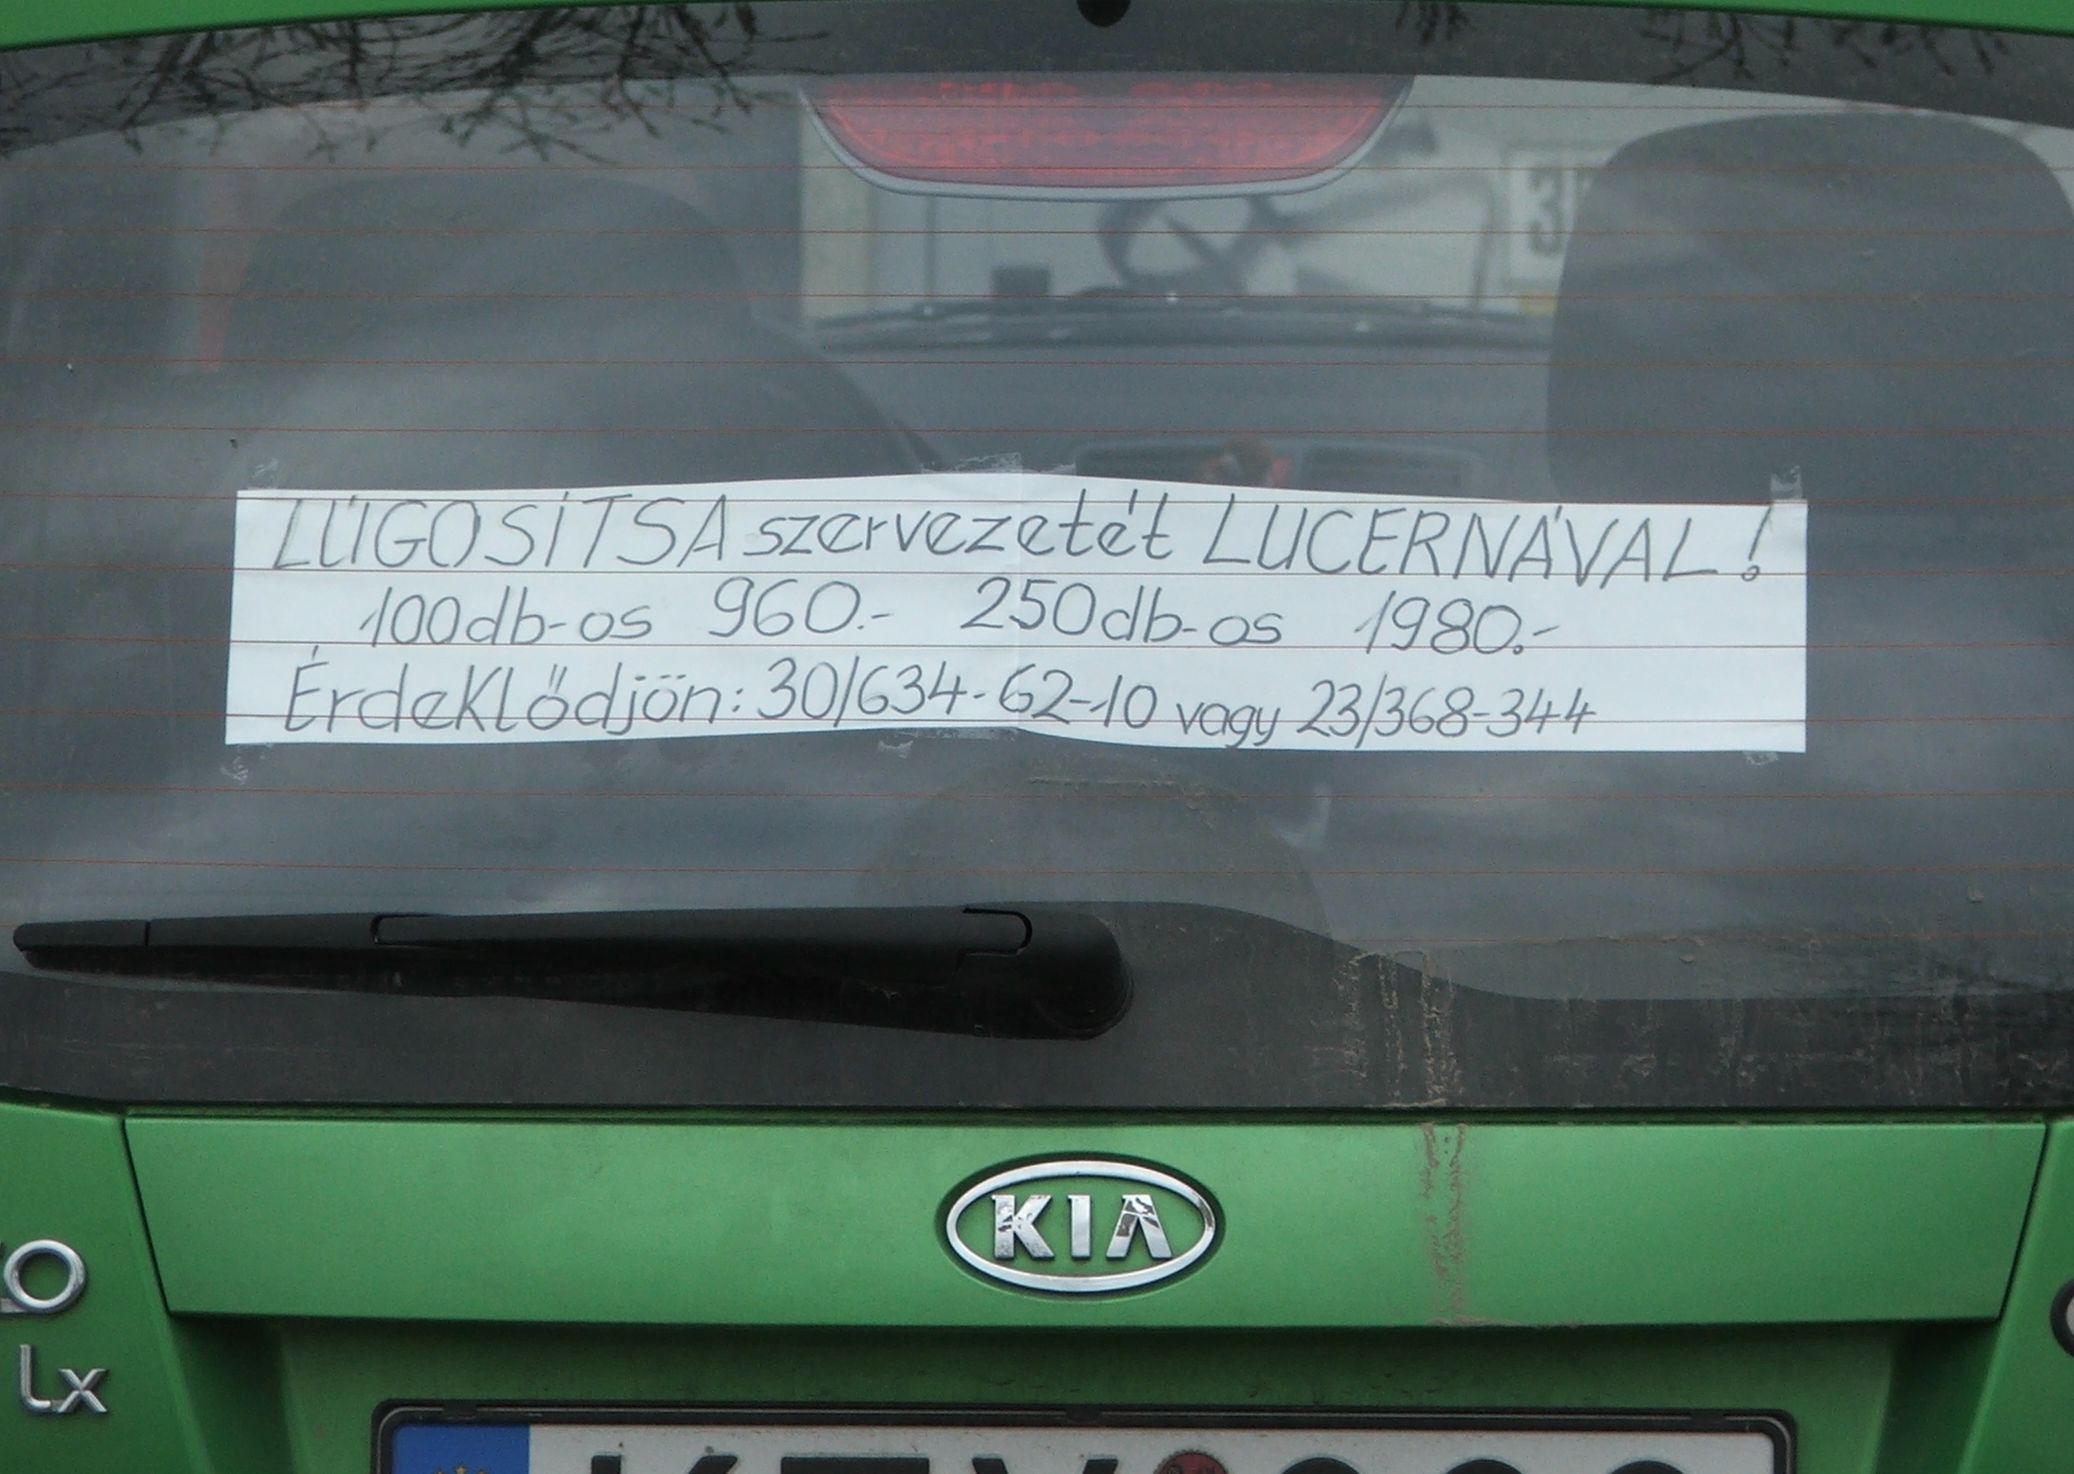 LÚGOSÍTSA szervezetét LUCERNÁVAL!
100db-os 960.- 250db-os 1980.-
Érdeklődjön: 30/634-62-10 vagy 23/368-344
KIA
Lx